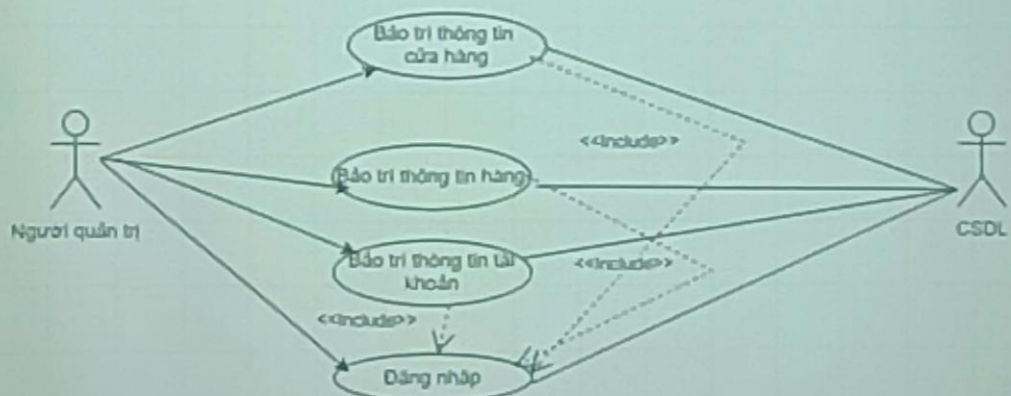 Bảo trì thông tin
cửa hàng
<<Include>>
Bảo trì thông tin hàng
Người quản trị
CSDL
Bảo trì thông tin tài
khoản
<<Include>>
<<Include>>
Đăng nhập